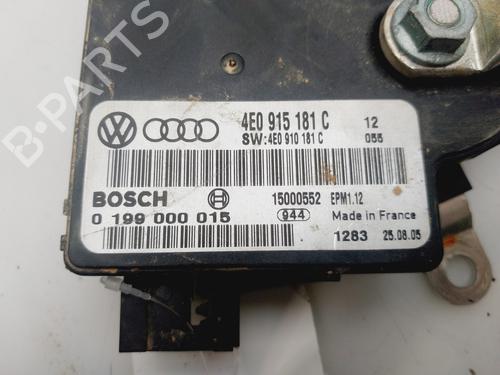 B-PARTS
4E0 915 181 C 12
SW:4E0 910 181 C 055
BOSCH 15000552 EPM1.12
0 199 000 015 944 Made in France
1283 25.08.05